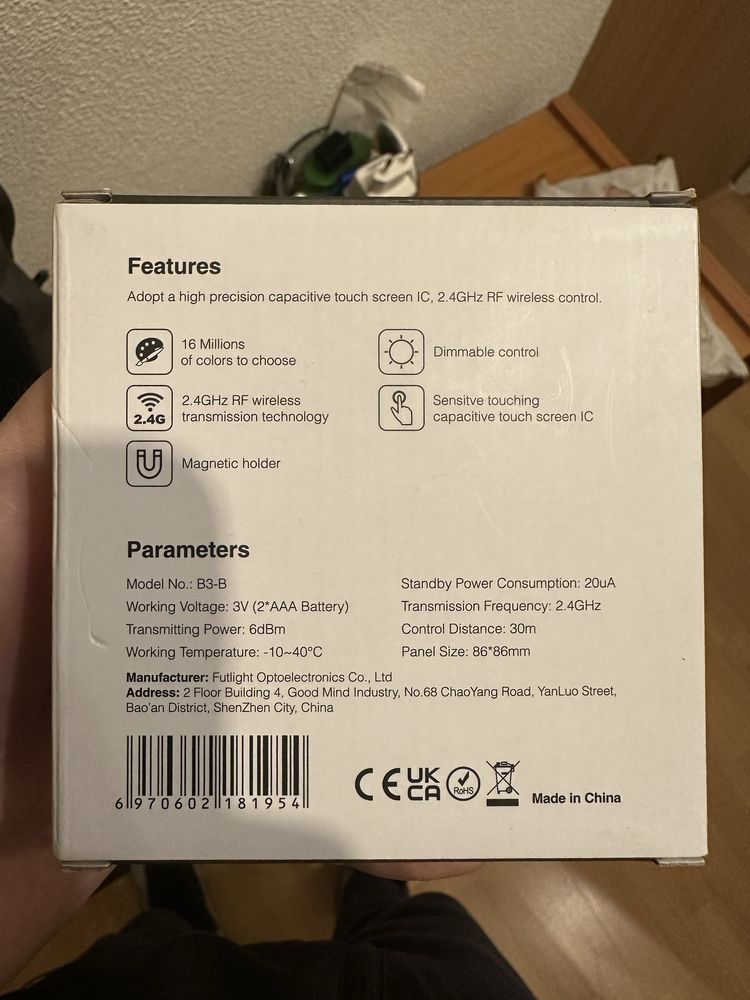 Features
Adopt a high precision capacitive touch screen IC, 2.4GHz RF wireless control.
16 Millions
of colors to choose
Dimmable control
2.4G
2.4GHz RF wireless
transmission technology
Sensitve touching
capacitive touch screen IC
Magnetic holder
Parameters
Model No.: B3-B
Working Voltage: 3V (2*AAA Battery)
Transmitting Power: 6dBm
Working Temperature: -10~40°C
Standby Power Consumption: 20uA
Transmission Frequency: 2.4GHz
Control Distance: 30m
Panel Size: 86*86mm
Manufacturer: Futlight Optoelectronics Co., Ltd
Address: 2 Floor Building 4, Good Mind Industry, No.68 ChaoYang Road, YanLuo Street,
Bao'an District, ShenZhen City, China
6 970602 181954
CE
UK
CA
RoHS
Made in China